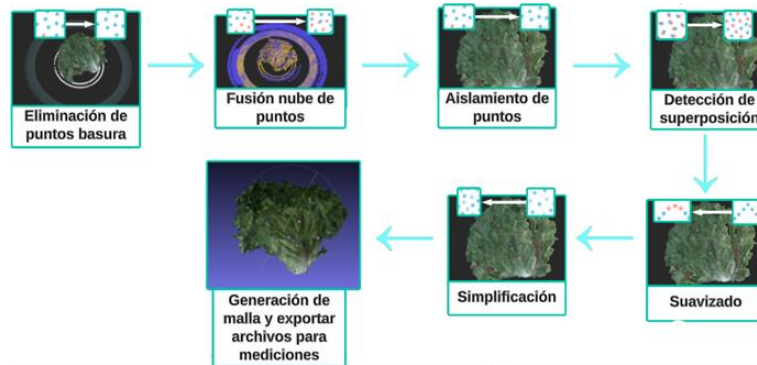 Eliminación de
puntos basura
Fusión nube de
puntos
Aislamiento de
puntos
Detección de
superposición
Suavizado
Simplificación
Generación de
malla y exportar
archivos para
mediciones